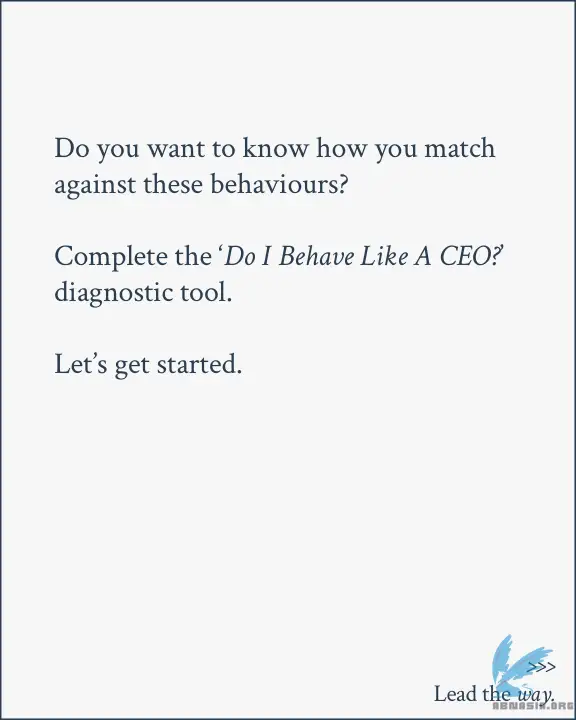 Do you want to know how you match
against these behaviours?
Complete the ‘Do I Behave Like A CEO?’
diagnostic tool.
Let’s get started.
>>>
Lead the way.
ABNASIA.ORG